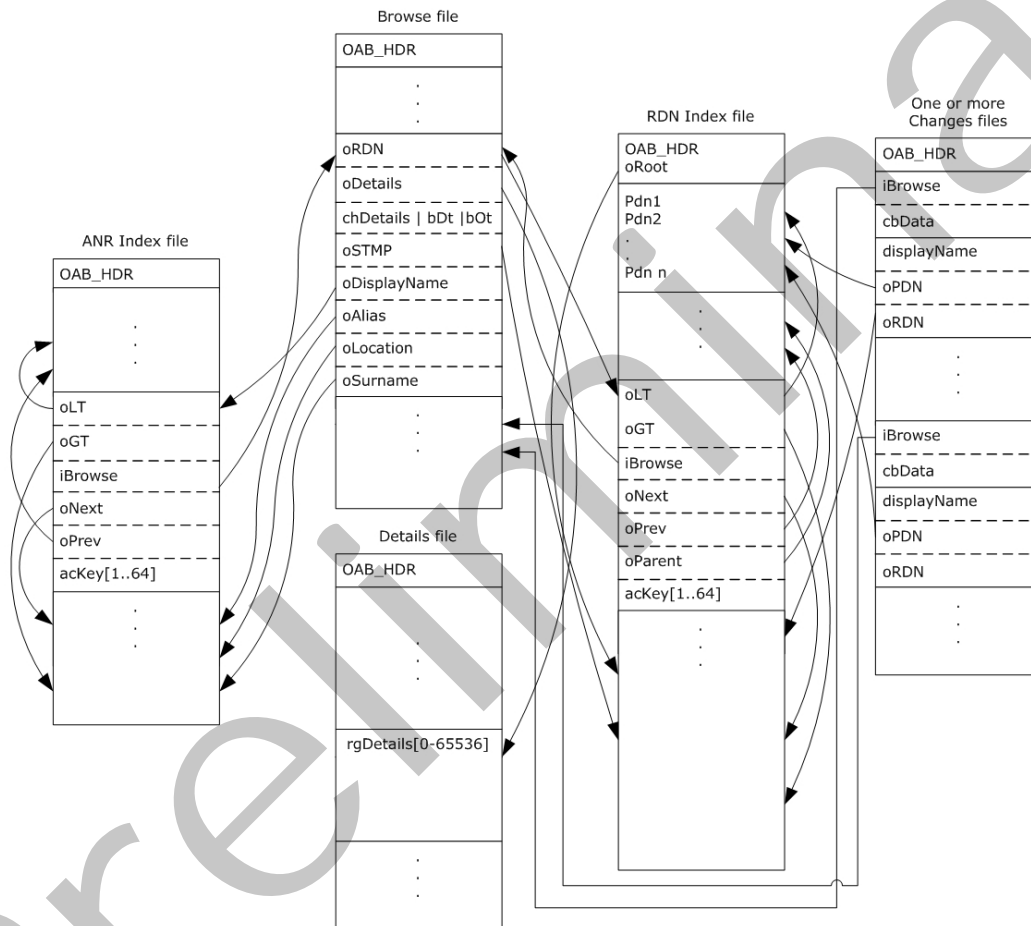 Browse file
OAB_HDR
.
.
.
oRDN
oDetails
chDetails | bDt |bOt
oSTMP
oDisplayName
oAlias
oLocation
oSurname
.
.
.
ANR Index file
OAB_HDR
.
.
.
oLT
oGT
iBrowse
oNext
oPrev
acKey[1..64]
.
.
.
Details file
OAB_HDR
.
.
.
rgDetails[0-65536]
.
.
.
RDN Index file
OAB_HDR
oRoot
Pdn1
Pdn2
.
.
Pdn n
.
.
.
oLT
oGT
iBrowse
oNext
oPrev
oParent
acKey[1..64]
.
.
.
One or more
Changes files
OAB_HDR
iBrowse
cbData
displayName
oPDN
oRDN
.
.
.
iBrowse
cbData
displayName
oPDN
oRDN
.
.
.
relimina